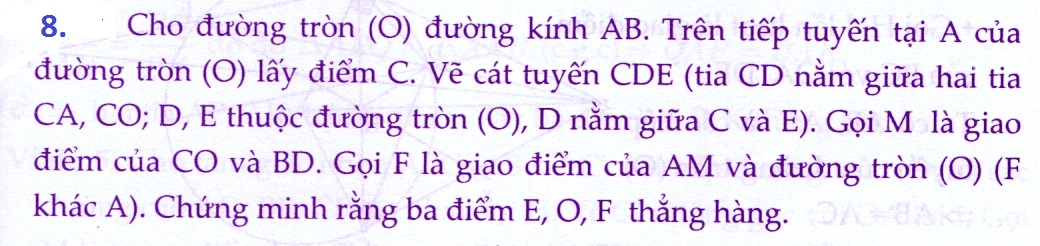 8. Cho đường tròn (O) đường kính AB. Trên tiếp tuyến tại A của
đường tròn (O) lấy điểm C. Vẽ cát tuyến CDE (tia CD nằm giữa hai tia
CA, CO; D, E thuộc đường tròn (O), D nằm giữa C và E). Gọi M là giao
điểm của CO và BD. Gọi F là giao điểm của AM và đường tròn (O) (F
khác A). Chứng minh rằng ba điểm E, O, F thẳng hàng.